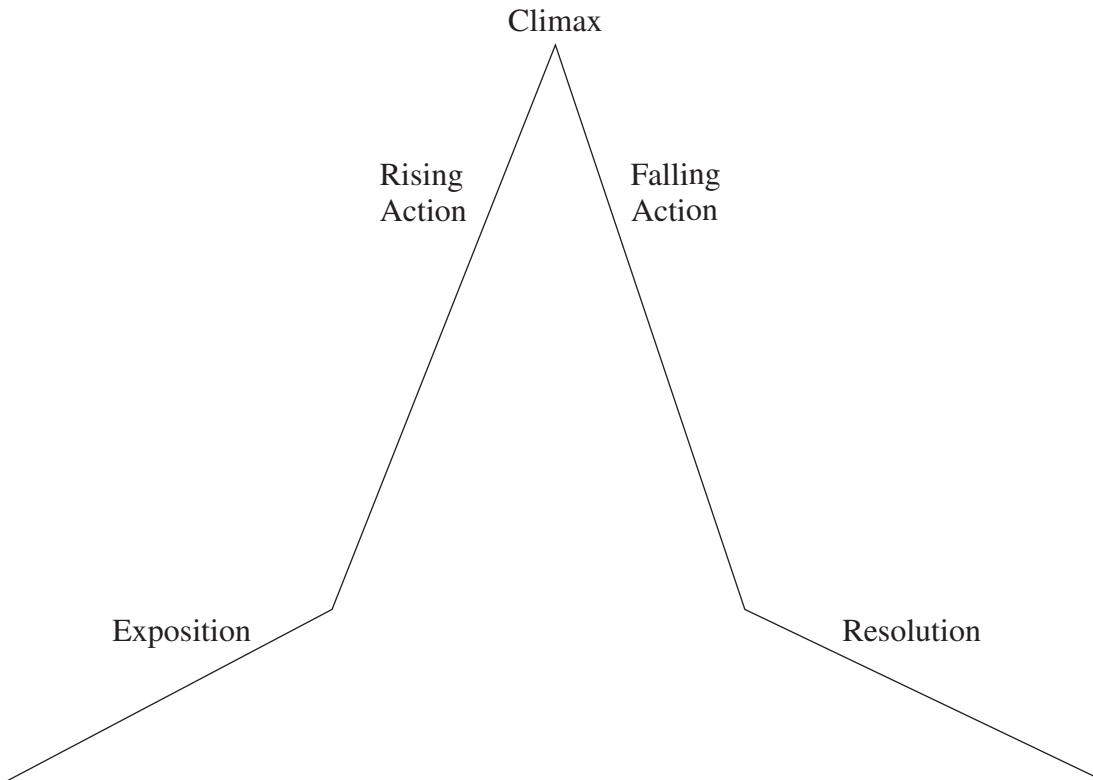 Climax
Rising
Action
Falling
Action
Exposition
Resolution